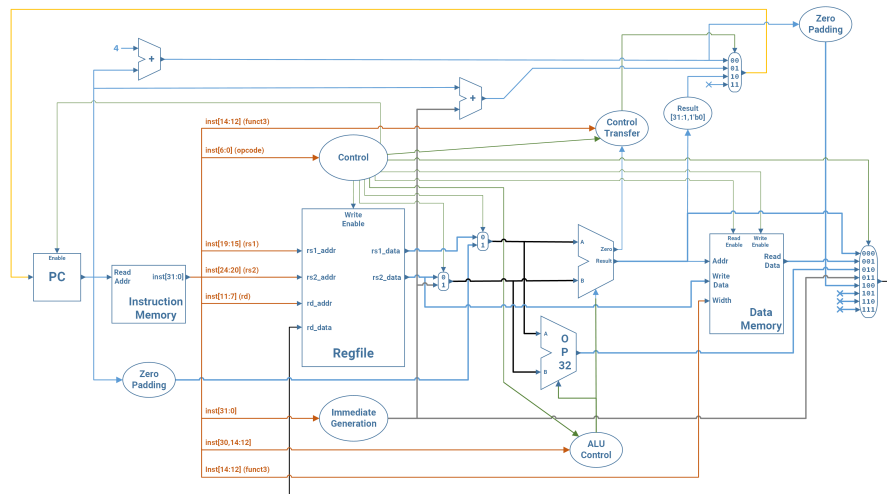 Zero
Padding
4
+
00
01
10
11
+
Result
[31:1,1'b0]
inst[14:12] (funct3)
Control
Transfer
inst[6:0] (opcode)
Control
Write
Enable
inst[19:15] (rs1)
rs1_addr
rs1_data
0
1
A
Zero
Result
B
Read
Enable
Write
Enable
Addr
Read
Data
Write
Data
Width
Data
Memory
000
001
010
011
100
101
110
111
Enable
PC
Read
Addr
inst[31:0]
Instruction
Memory
inst[24:20] (rs2)
rs2_addr
rs2_data
0
1
inst[11:7] (rd)
rd_addr
rd_data
Regfile
A
B
O
P
32
Zero
Padding
inst[31:0]
Immediate
Generation
inst[30,14:12]
ALU
Control
inst[14:12] (funct3)